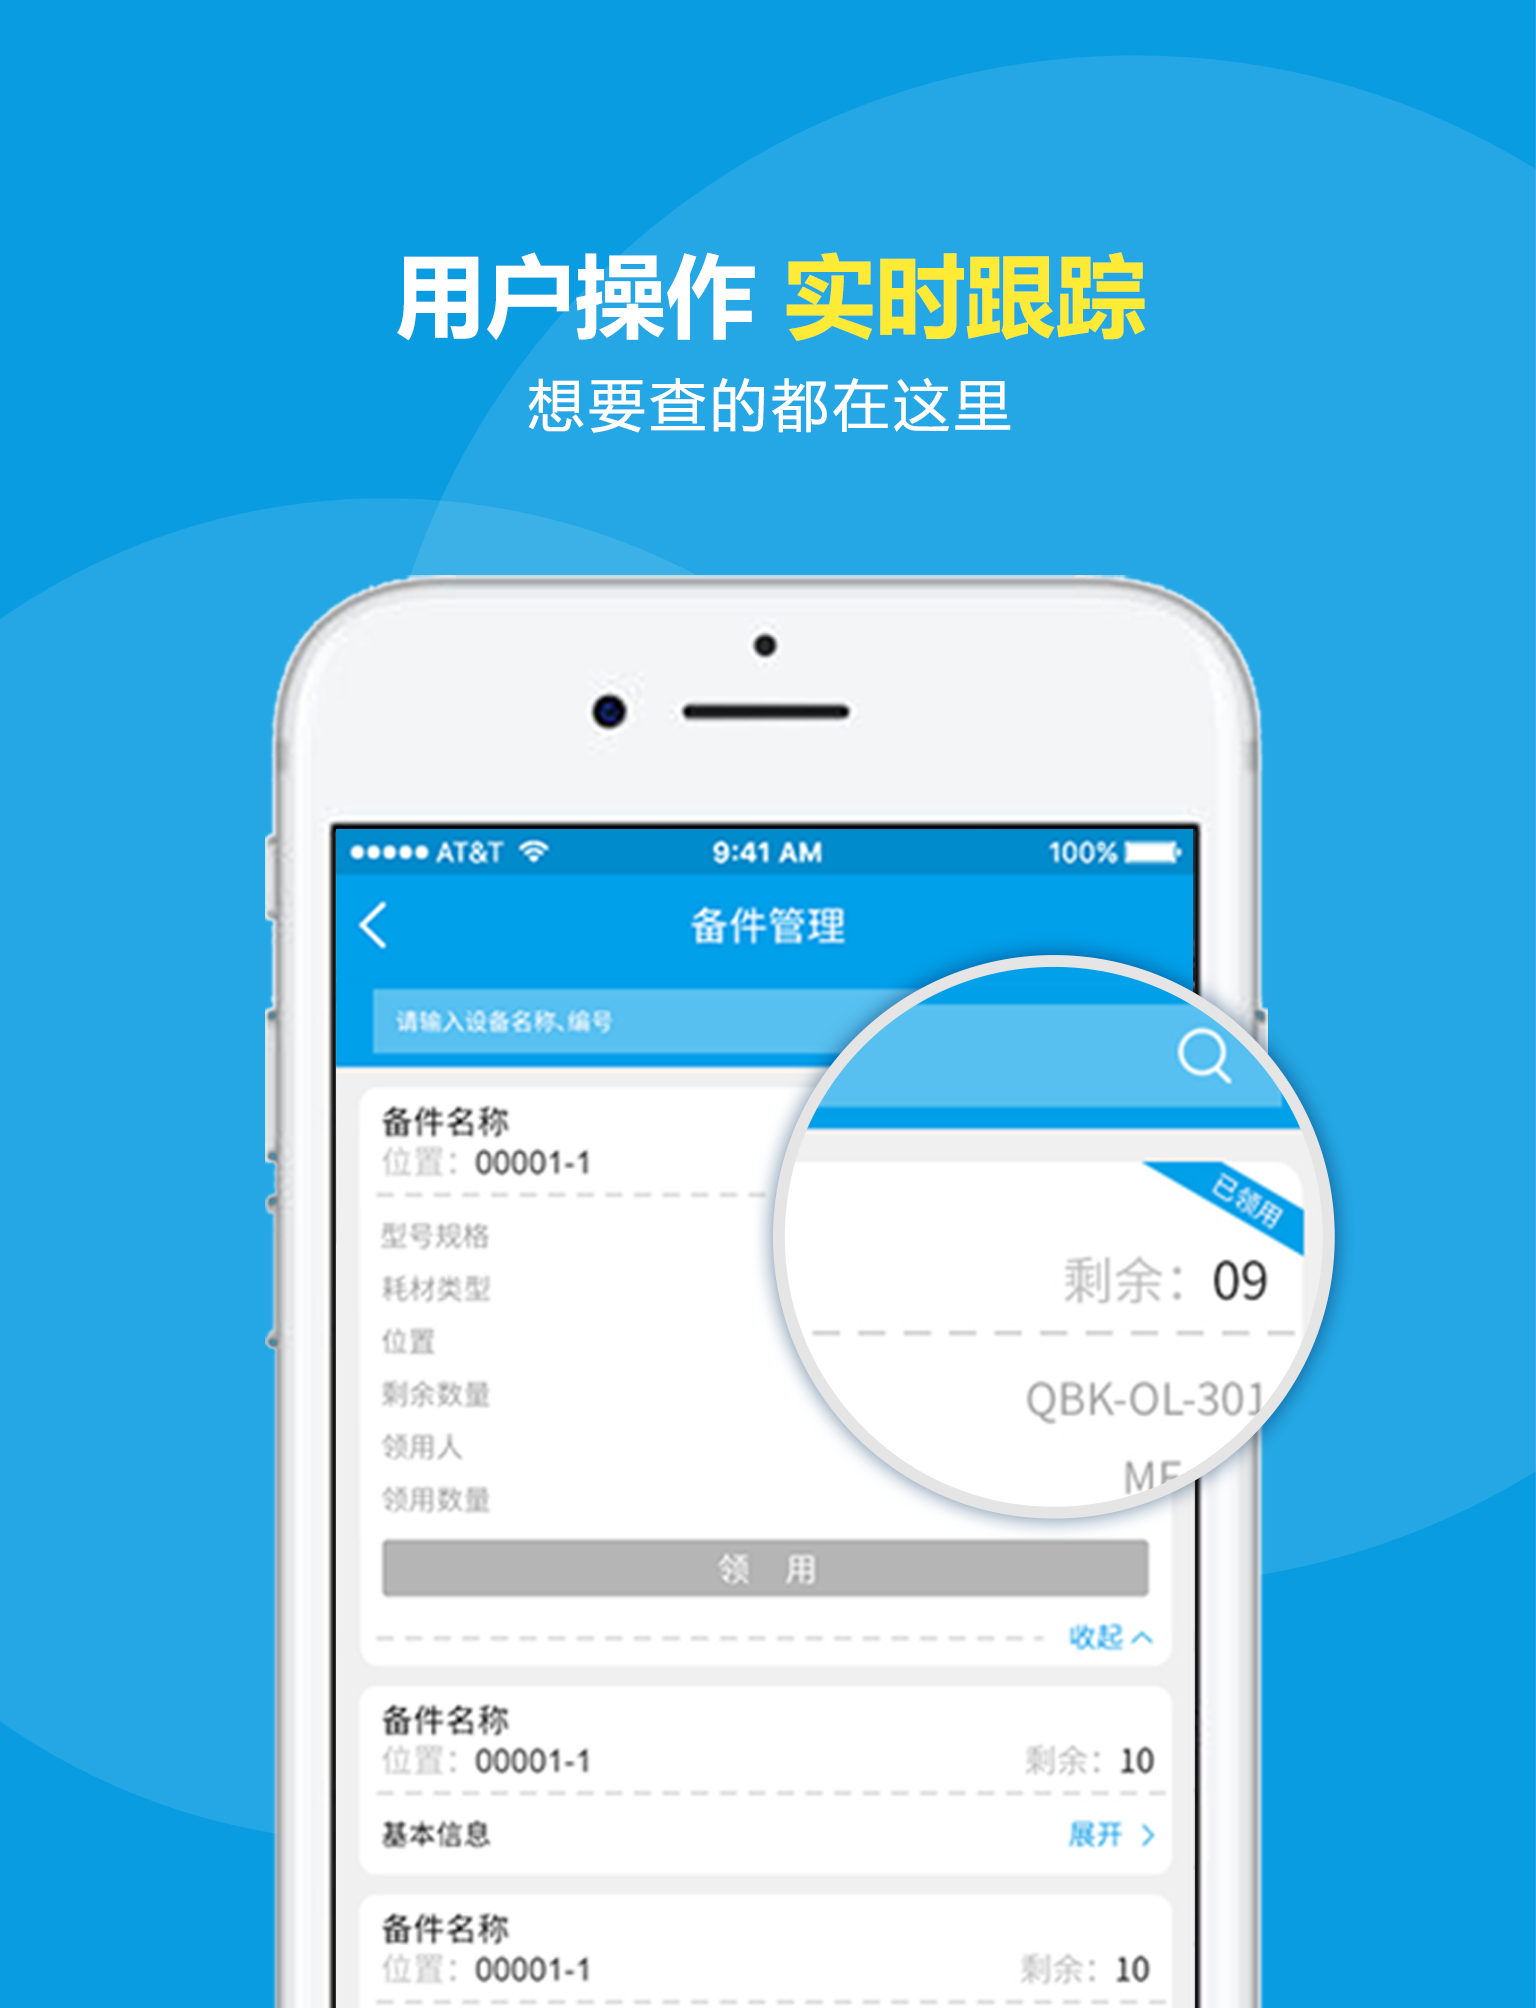 用户操作 实时跟踪
想要查的都在这里
AT&T 9:41 AM 100%
备件管理
请输入设备名称、编号
备件名称
已领用
位置：00001-1
剩余：09
型号规格
QBK-OL-301
耗材类型
位置
剩余数量
领用人
领用数量
领 用
收起
备件名称
位置：00001-1 剩余：10
基本信息 展开
备件名称
位置：00001-1 剩余：10